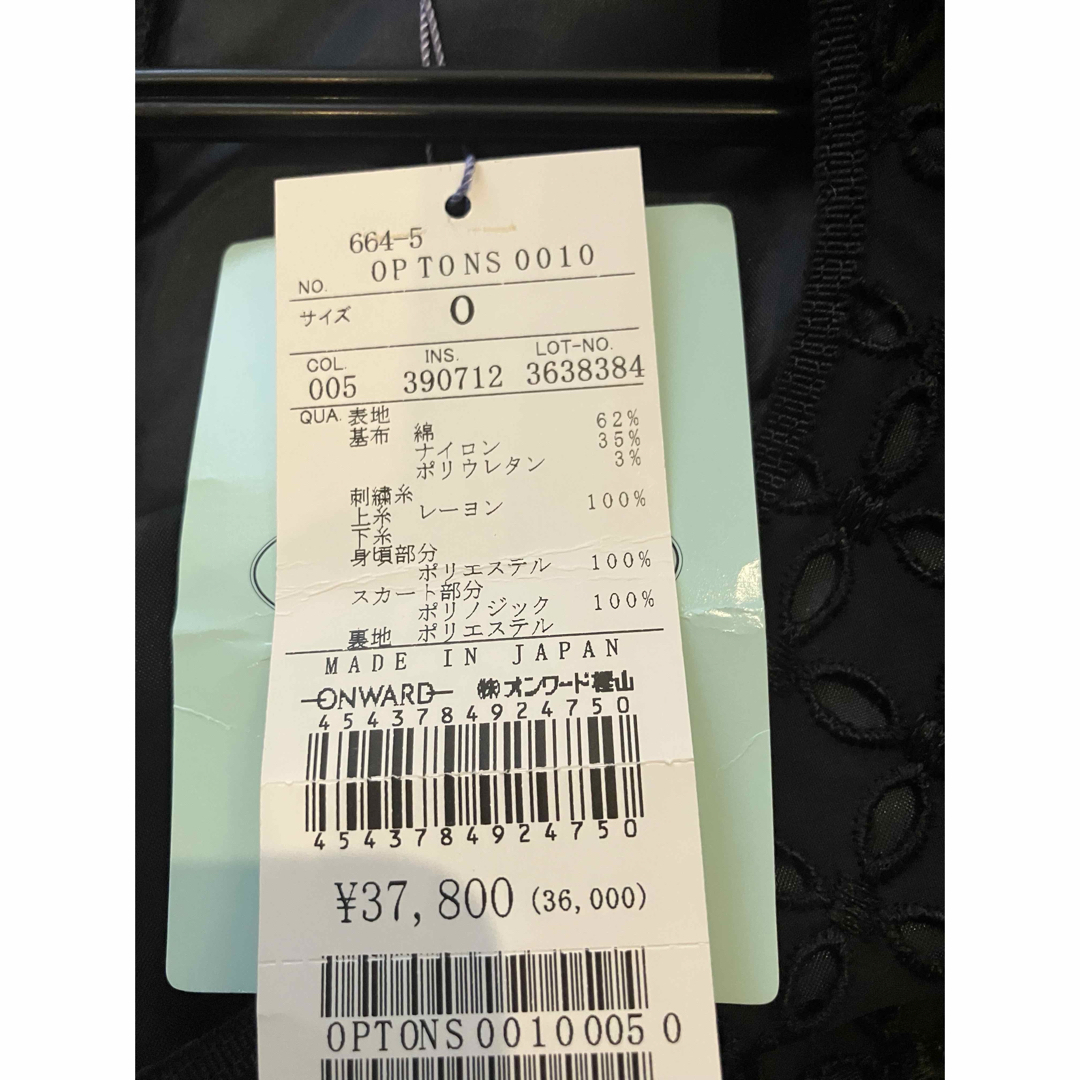 664-5
NO. OPTONS0010
サイズ 0
COL. INS. LOT-NO.
005 390712 3638384
QUA. 表地
基布 綿 62%
ナイロン 35%
ポリウレタン 3%
刺繍糸
上糸 レーヨン 100%
下糸
身頃部分
ポリエステル 100%
スカート部分
ポリノジック 100%
裏地 ポリエステル
MADE IN JAPAN
ONWARD ㈱オンワード樫山
4543784924750
4543784924750
¥37,800 (36,000)
OPTONS0010005 0